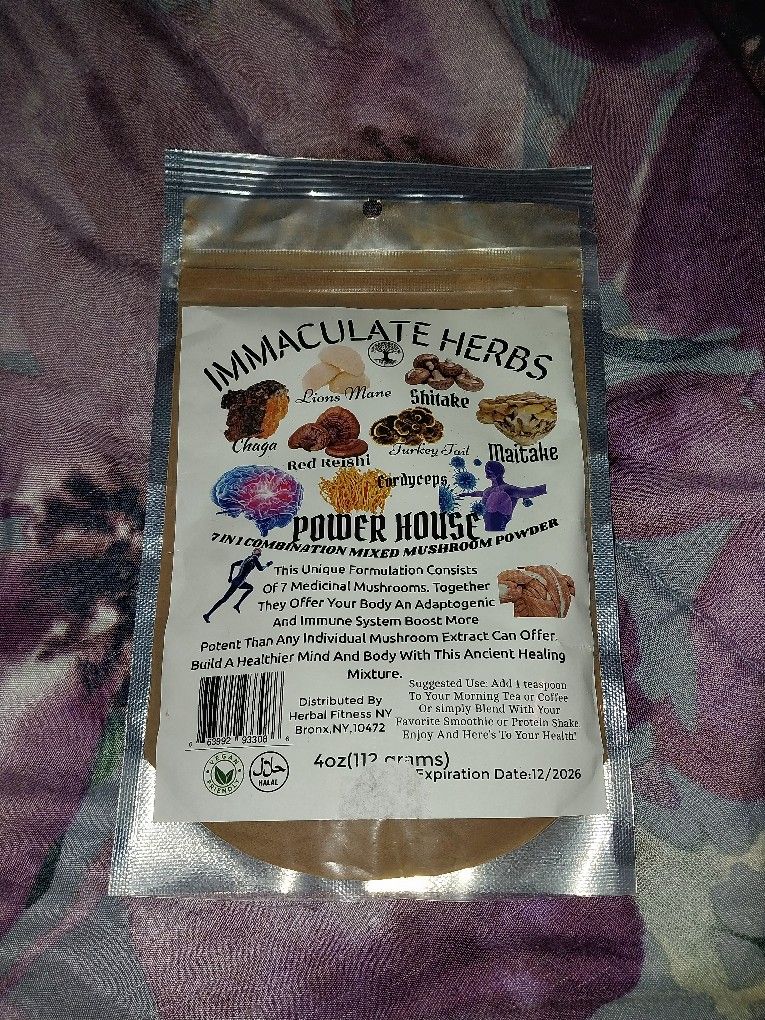 IMMACULATE HERBS
Lions Mane
Shitake
Chaga
Red Reishi
Turkey Tail
Maitake
Cordyceps
POWER HOUSE
7 IN 1 COMBINATION MIXED MUSHROOM POWDER
This Unique Formulation Consists
Of 7 Medicinal Mushrooms. Together
They Offer Your Body An Adaptogenic
And Immune System Boost More
Potent Than Any Individual Mushroom Extract Can Offer.
Build A Healthier Mind And Body With This Ancient Healing
Mixture.
Suggested Use: Add 1 teaspoon
To Your Morning Tea or Coffee
Or simply Blend With Your
Favorite Smoothie or Protein Shake
Enjoy And Here's To Your Health"
Distributed By
Herbal Fitness NY
Bronx,NY,10472
VEGAN
FRIENDLY
حلال
HALAL
4oz(112 grams)
Expiration Date:12/2026